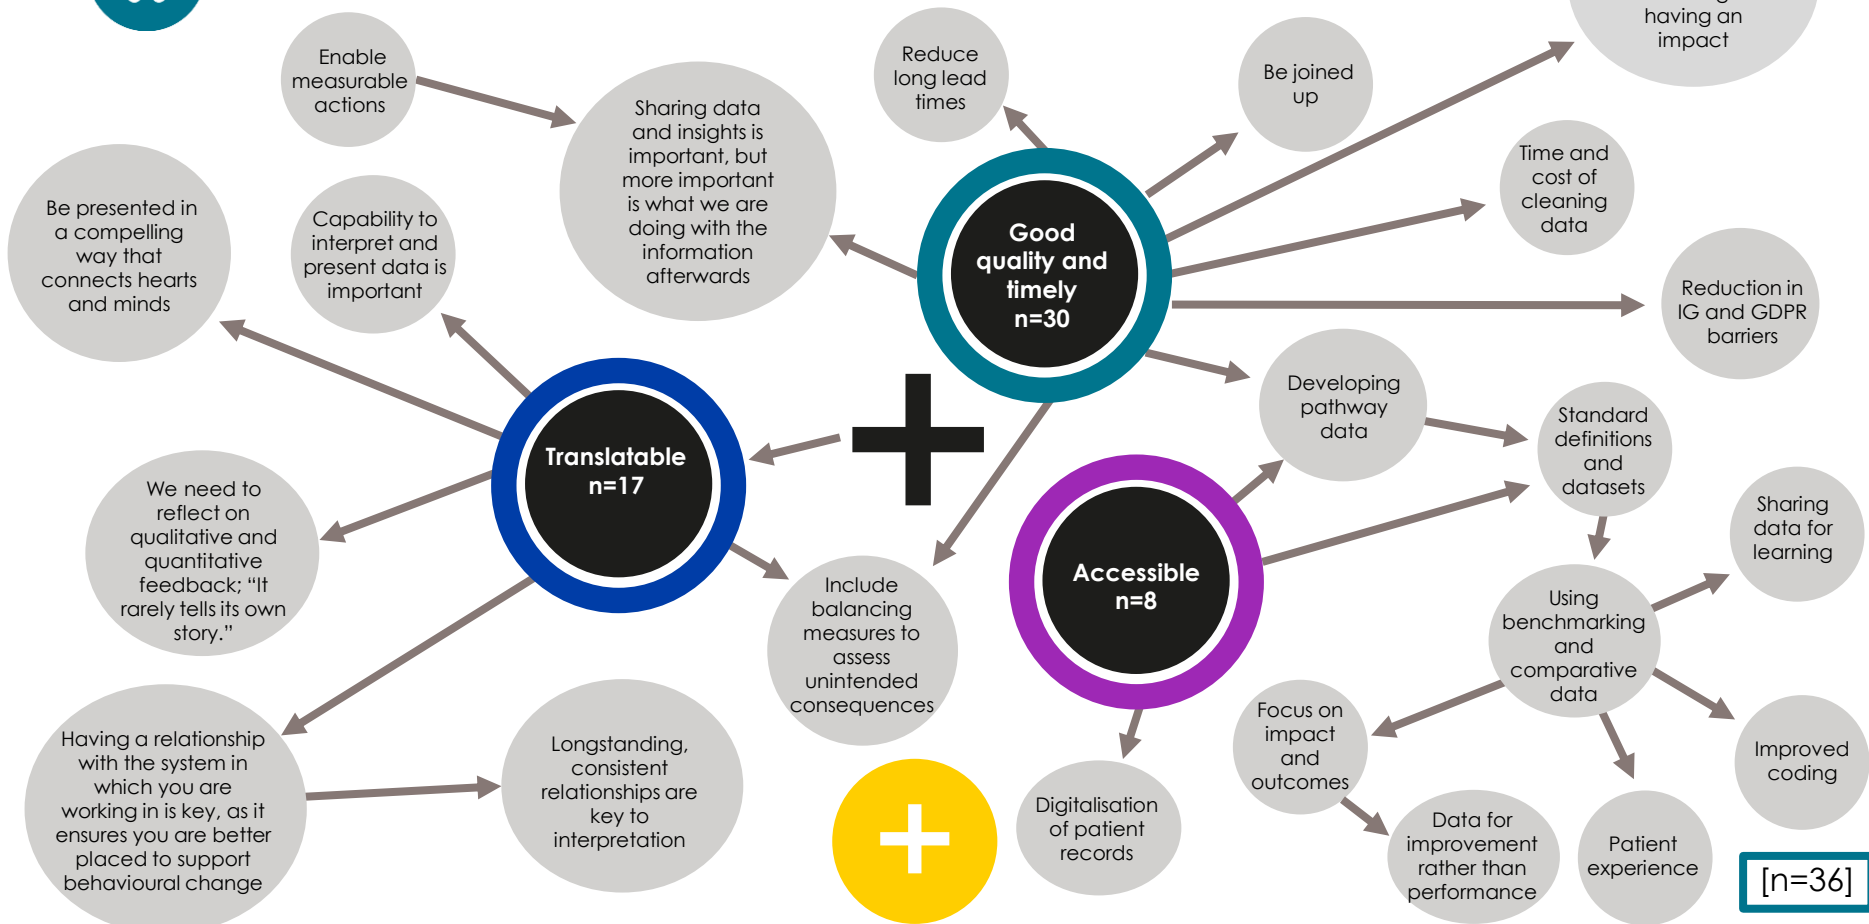 having an
impact
Enable
measurable
actions
Reduce
long lead
times
Be joined
up
Sharing data
and insights is
important, but
more important
is what we are
doing with the
information
afterwards
Time and
cost of
cleaning
data
Be presented in
a compelling
way that
connects hearts
and minds
Capability to
interpret and
present data is
important
Good
quality and
timely
n=30
Reduction in
IG and GDPR
barriers
Developing
pathway
data
Standard
definitions
and
datasets
Translatable
n=17
We need to
reflect on
qualitative and
quantitative
feedback; “It
rarely tells its own
story.”
Sharing
data for
learning
Accessible
n=8
Include
balancing
measures to
assess
unintended
consequences
Using
benchmarking
and
comparative
data
Focus on
impact
and
outcomes
Having a relationship
with the system in
which you are
working in is key, as it
ensures you are better
placed to support
behavioural change
Longstanding,
consistent
relationships are
key to
interpretation
Improved
coding
Digitalisation
of patient
records
Data for
improvement
rather than
performance
Patient
experience
[n=36]